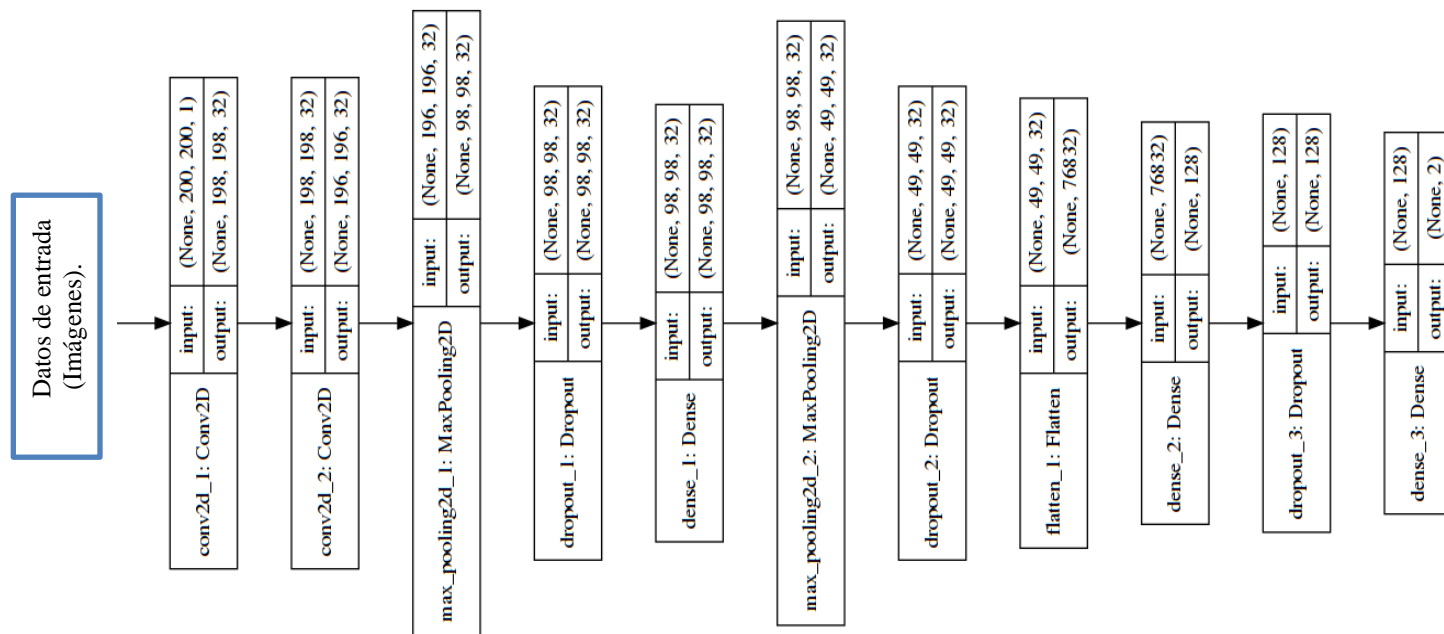 Datos de entrada
(Imágenes).
conv2d_1: Conv2D
input:
(None, 200, 200, 1)
output:
(None, 198, 198, 32)
conv2d_2: Conv2D
input:
(None, 198, 198, 32)
output:
(None, 196, 196, 32)
max_pooling2d_1: MaxPooling2D
input:
(None, 196, 196, 32)
output:
(None, 98, 98, 32)
dropout_1: Dropout
input:
(None, 98, 98, 32)
output:
(None, 98, 98, 32)
dense_1: Dense
input:
(None, 98, 98, 32)
output:
(None, 98, 98, 32)
max_pooling2d_2: MaxPooling2D
input:
(None, 98, 98, 32)
output:
(None, 49, 49, 32)
dropout_2: Dropout
input:
(None, 49, 49, 32)
output:
(None, 49, 49, 32)
flatten_1: Flatten
input:
(None, 49, 49, 32)
output:
(None, 76832)
dense_2: Dense
input:
(None, 76832)
output:
(None, 128)
dropout_3: Dropout
input:
(None, 128)
output:
(None, 128)
dense_3: Dense
input:
(None, 128)
output:
(None, 2)